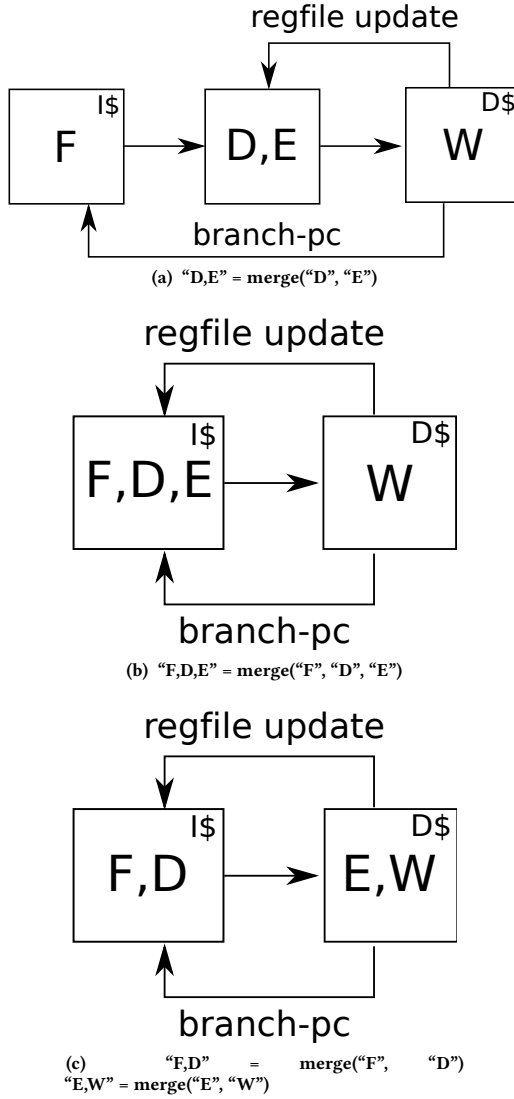 regfile update
I$
D$
F
D,E
W
branch-pc
(a) “D,E” = merge(“D”, “E”)
regfile update
I$
D$
F,D,E
W
branch-pc
(b) “F,D,E” = merge(“F”, “D”, “E”)
regfile update
I$
D$
F,D
E,W
branch-pc
(c) “F,D” = merge(“F”, “D”)
“E,W” = merge(“E”, “W”)